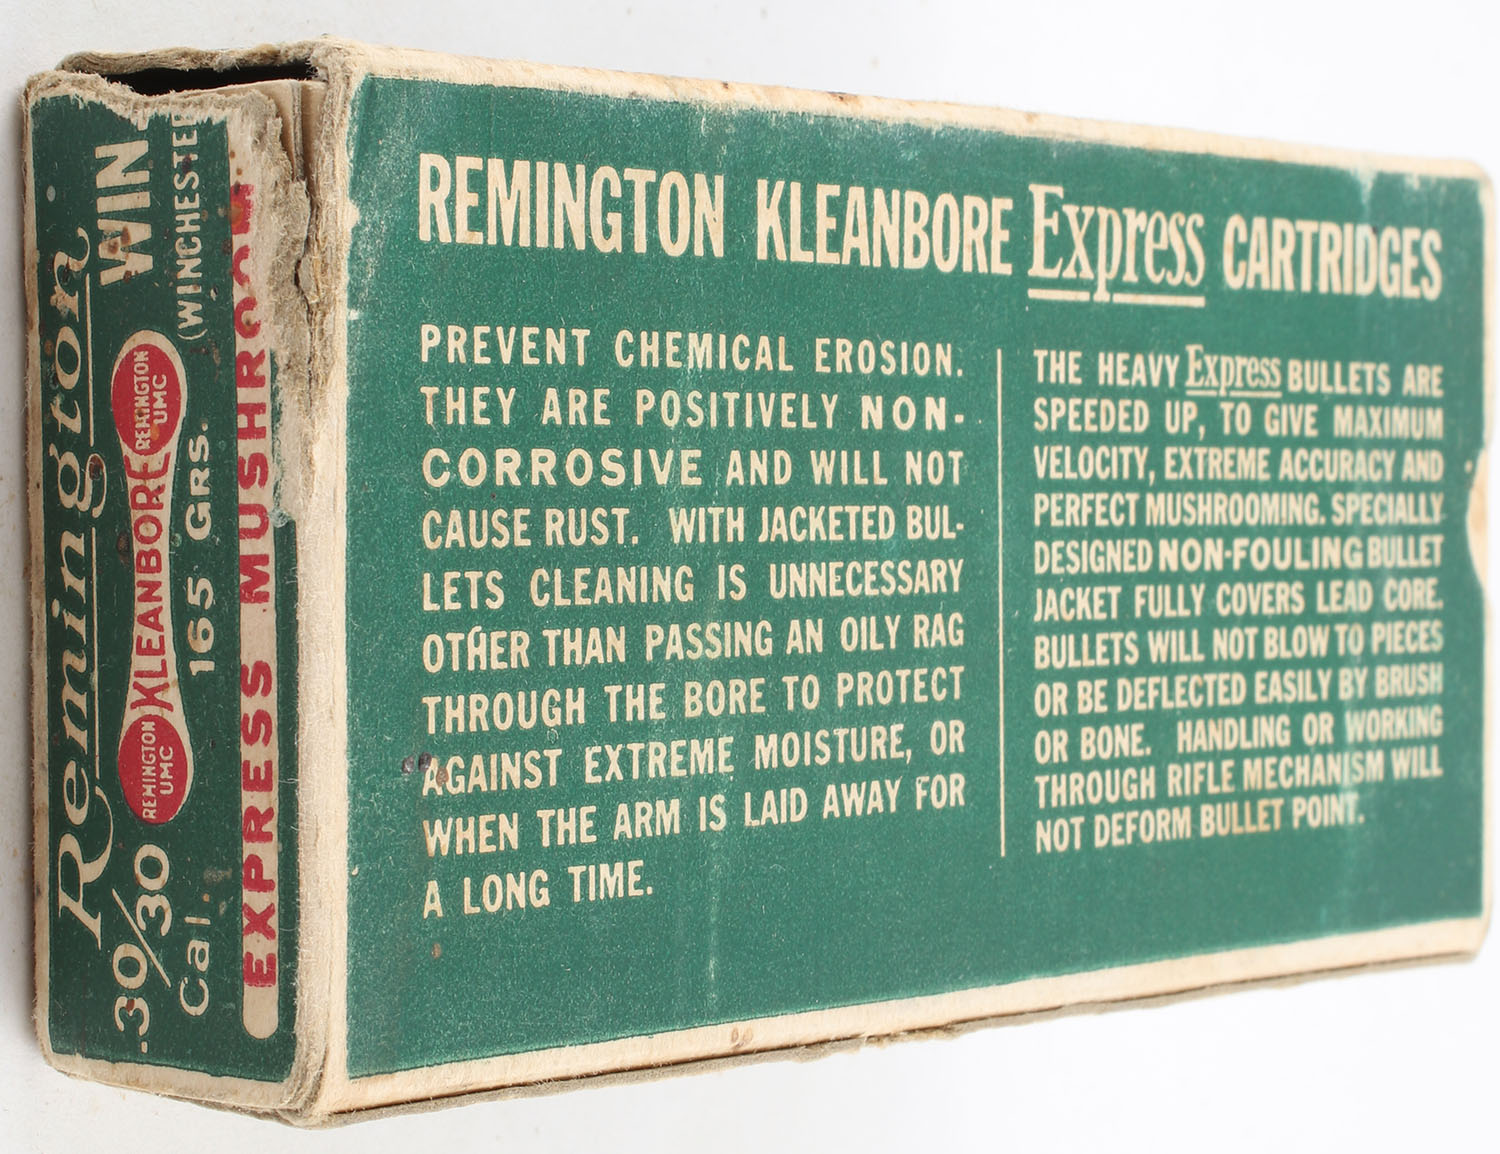 REMINGTON KLEANBORE Express CARTRIDGES
PREVENT CHEMICAL EROSION.
THEY ARE POSITIVELY NON-
CORROSIVE AND WILL NOT
CAUSE RUST. WITH JACKETED BUL-
LETS CLEANING IS UNNECESSARY
OTHER THAN PASSING AN OILY RAG
THROUGH THE BORE TO PROTECT
AGAINST EXTREME MOISTURE, OR
WHEN THE ARM IS LAID AWAY FOR
A LONG TIME.
THE HEAVY Express BULLETS ARE
SPEEDED UP, TO GIVE MAXIMUM
VELOCITY, EXTREME ACCURACY AND
PERFECT MUSHROOMING. SPECIALLY
DESIGNED NON-FOULING BULLET
JACKET FULLY COVERS LEAD CORE.
BULLETS WILL NOT BLOW TO PIECES
OR BE DEFLECTED EASILY BY BRUSH
OR BONE. HANDLING OR WORKING
THROUGH RIFLE MECHANISM WILL
NOT DEFORM BULLET POINT.
Remington
.30/30 WIN.
REMINGTON
UMC
KLEANBORE
REMINGTON
UMC
Cal. 165 GRS. (WINCHESTER
EXPRESS MUSHROOM